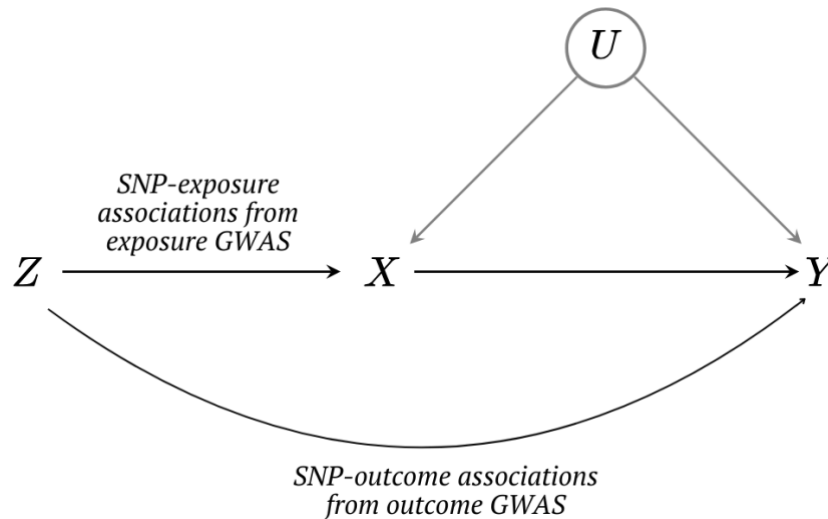 U
SNP-exposure
associations from
exposure GWAS
Z
X
Y
SNP-outcome associations
from outcome GWAS